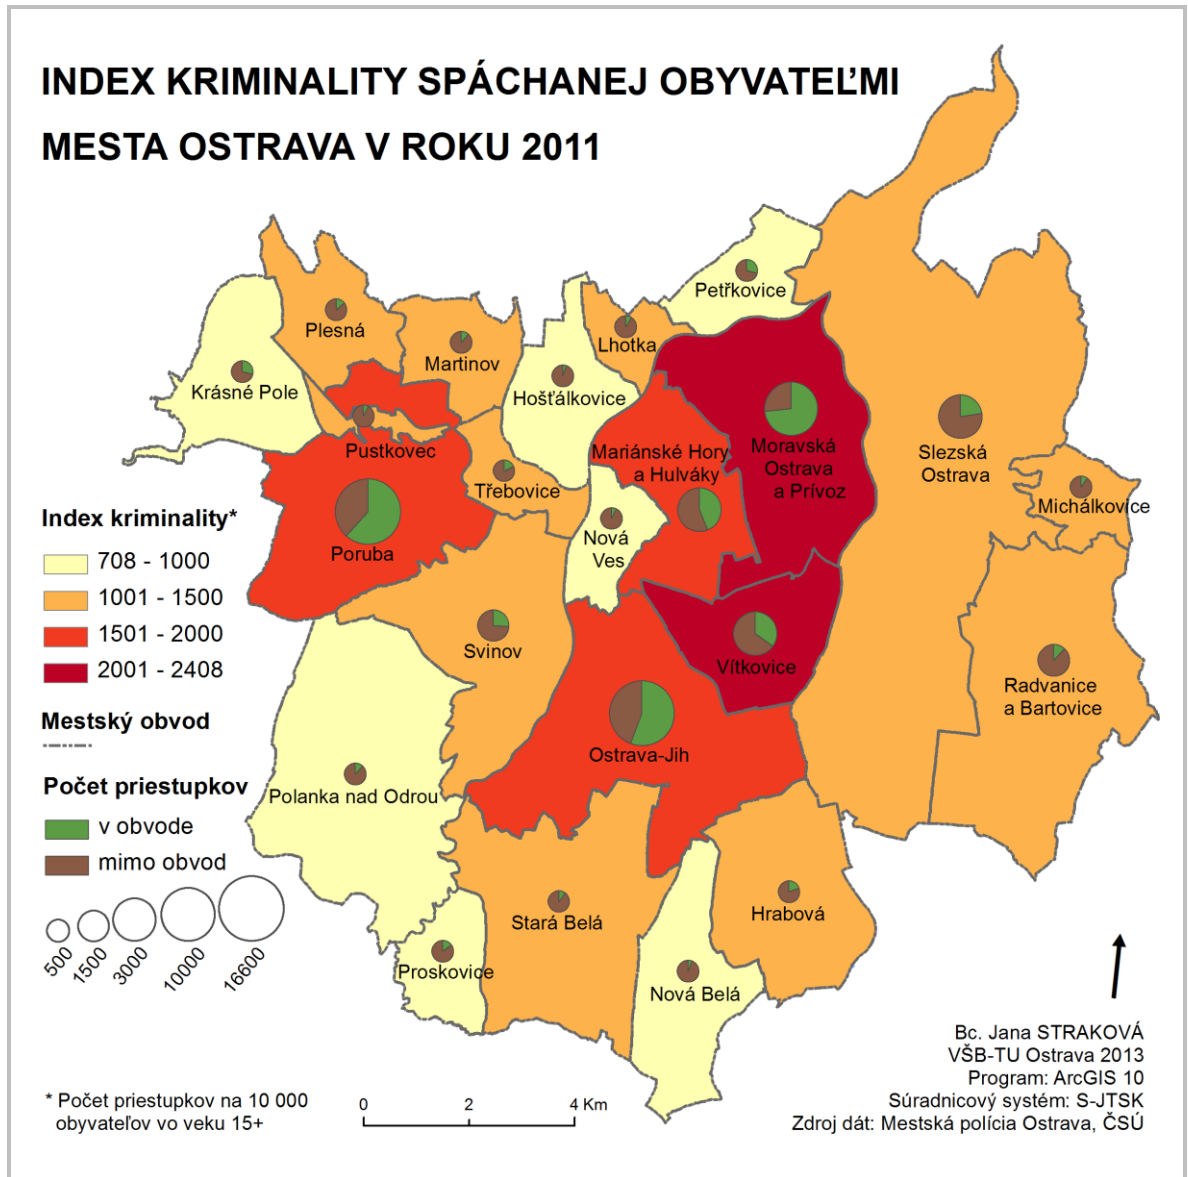 INDEX KRIMINALITY SPÁCHANEJ OBYVATEĽMI
MESTA OSTRAVA V ROKU 2011
Petřkovice
Plesná
Lhotka
Martinov
Krásné Pole
Hošťálkovice
Moravská
Ostrava
a Prívoz
Mariánské Hory
a Hulváky
Slezská
Ostrava
Pustkovec
Třebovice
Michálkovice
Nová
Ves
Poruba
Svinov
Vítkovice
Radvanice
a Bartovice
Ostrava-Jih
Polanka nad Odrou
Stará Belá
Hrabová
Proskovice
Nová Belá
Index kriminality*
708 - 1000
1001 - 1500
1501 - 2000
2001 - 2408
Mestský obvod
Počet priestupkov
v obvode
mimo obvod
500
1500
3000
10000
16600
* Počet priestupkov na 10 000
obyvateľov vo veku 15+
0 2 4 Km
Bc. Jana STRAKOVÁ
VŠB-TU Ostrava 2013
Program: ArcGIS 10
Súradnicový systém: S-JTSK
Zdroj dát: Mestská polícia Ostrava, ČSÚ